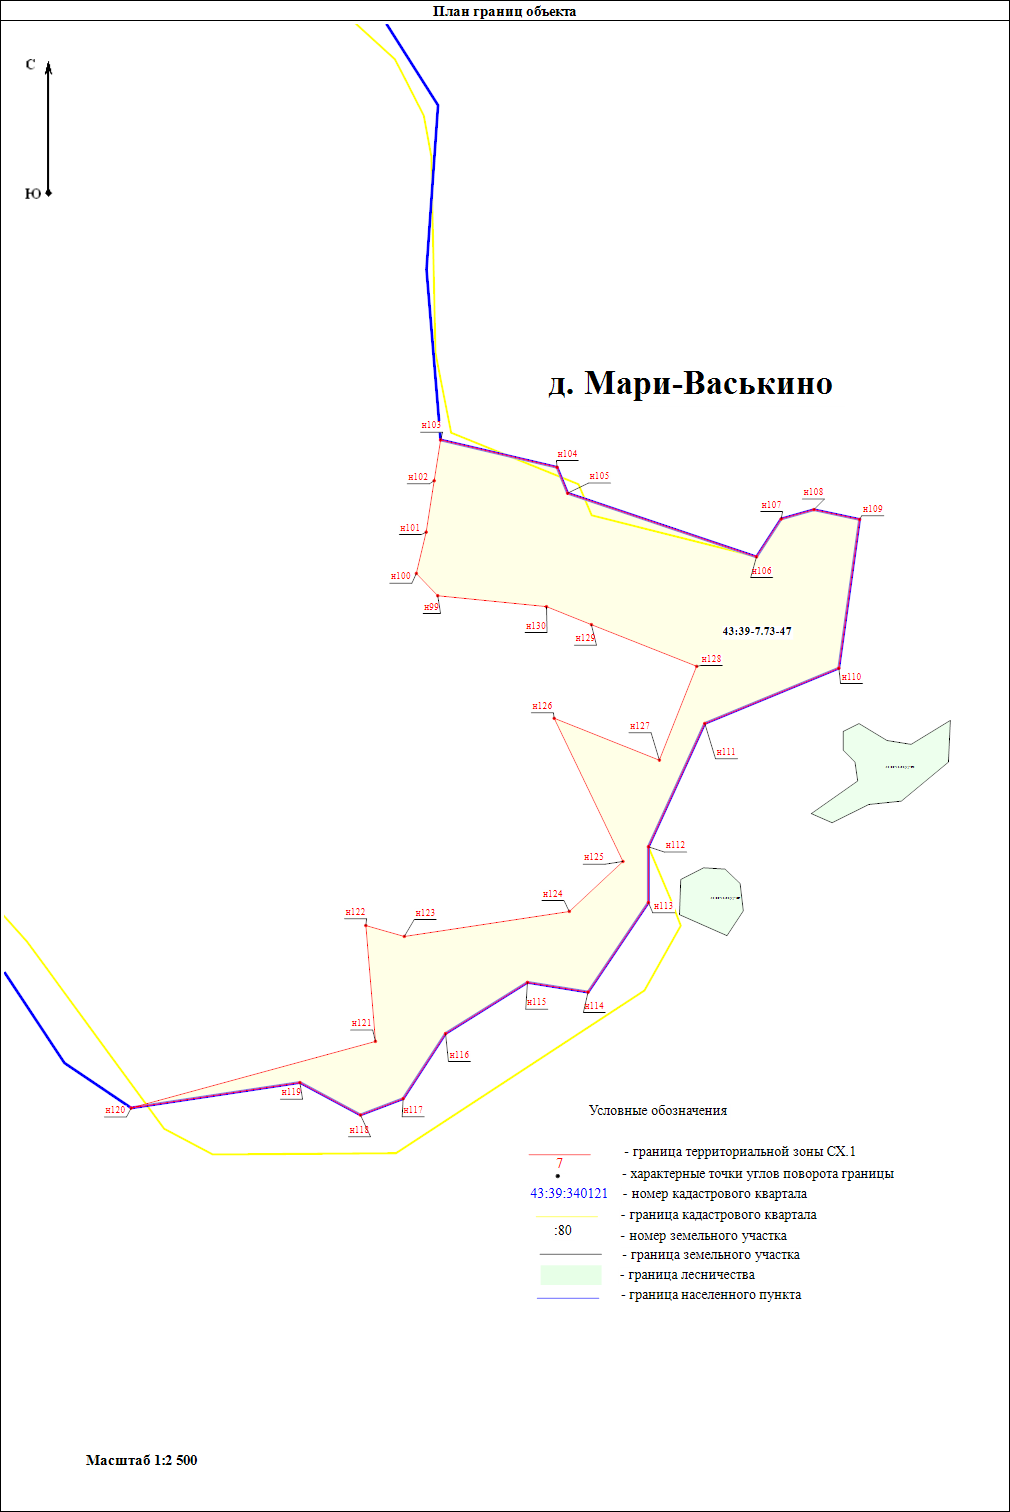 План границ объекта
С
Ю
д. Мари-Васькино
н103
н104
н105
н102
н108
н107
н109
н101
н106
н100
н99
н130
н129
43:39-7.73-47
н128
н110
н126
н127
н111
н112
н125
н124
н113
н122
н123
н115
н114
н121
н116
н119
н120
н117
н118
Условные обозначения
- граница территориальной зоны СХ.1
7
- характерные точки углов поворота границы
43:39:340121 - номер кадастрового квартала
- граница кадастрового квартала
:80 - номер земельного участка
- граница земельного участка
- граница лесничества
- граница населенного пункта
Масштаб 1:2 500